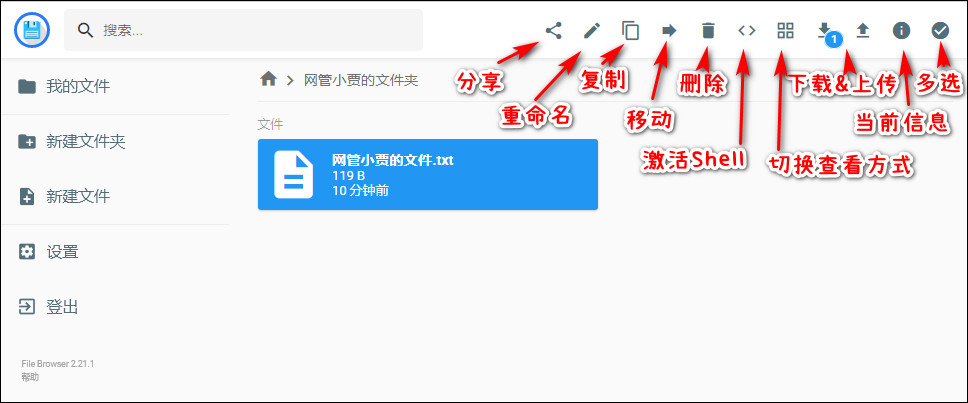 搜索...
分享
重命名
复制
移动
删除
激活Shell
切换查看方式
下载&上传
1
当前信息
多选
我的文件
新建文件夹
新建文件
设置
登出
File Browser 2.21.1
帮助
网管小贾的文件夹
文件
网管小贾的文件.txt
119 B
10 分钟前